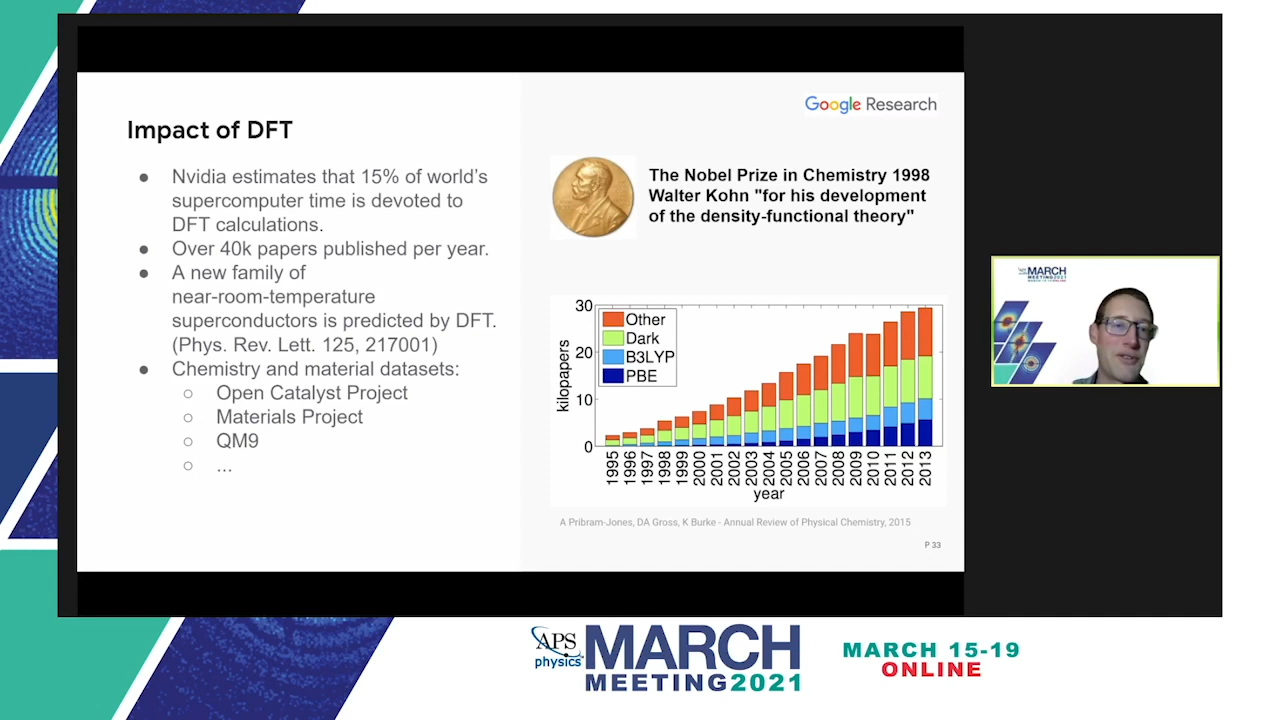 Google Research
Impact of DFT
● Nvidia estimates that 15% of world's
supercomputer time is devoted to
DFT calculations.
● Over 40k papers published per year.
● A new family of
near-room-temperature
superconductors is predicted by DFT.
(Phys. Rev. Lett. 125, 217001)
● Chemistry and material datasets:
○ Open Catalyst Project
○ Materials Project
○ QM9
○ ...
The Nobel Prize in Chemistry 1998
Walter Kohn "for his development
of the density-functional theory"
kilopapers
30
20
10
0
Other
Dark
B3LYP
PBE
1995 1996 1997 1998 1999 2000 2001 2002 2003 2004 2005 2006 2007 2008 2009 2010 2011 2012 2013
year
A Pribram-Jones, DA Gross, K Burke - Annual Review of Physical Chemistry, 2015
P 33
APS MARCH
MEETING2021
MARCH 15-19 ONLINE
APS
physics
MARCH
MEETING2021
MARCH 15-19
ONLINE